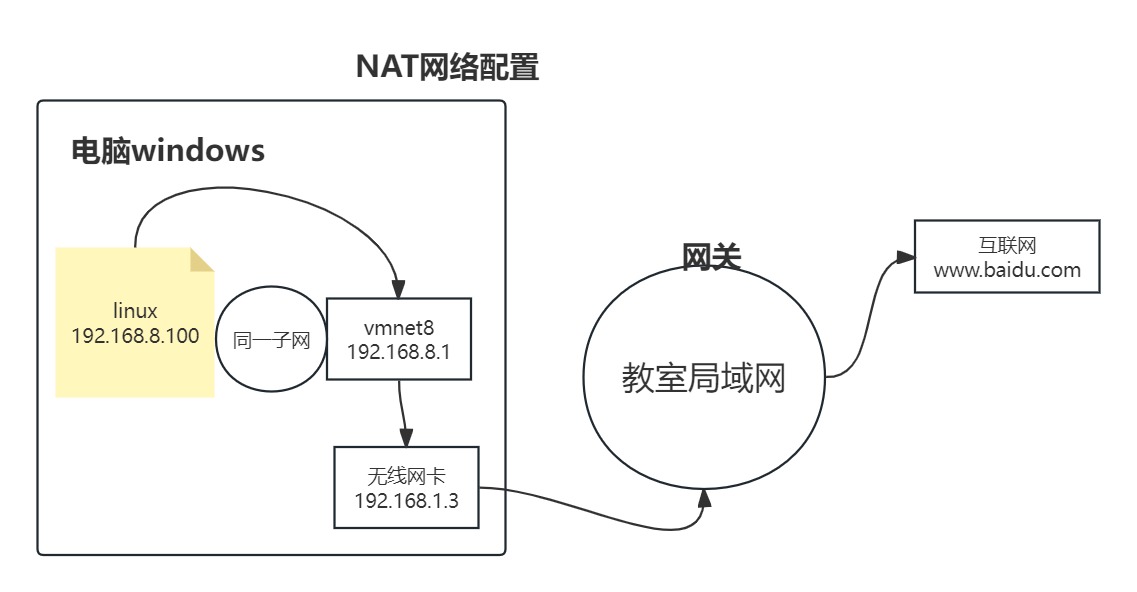 NAT网络配置
电脑windows
linux
192.168.8.100
同一子网
vmnet8
192.168.8.1
无线网卡
192.168.1.3
网关
教室局域网
互联网
www.baidu.com